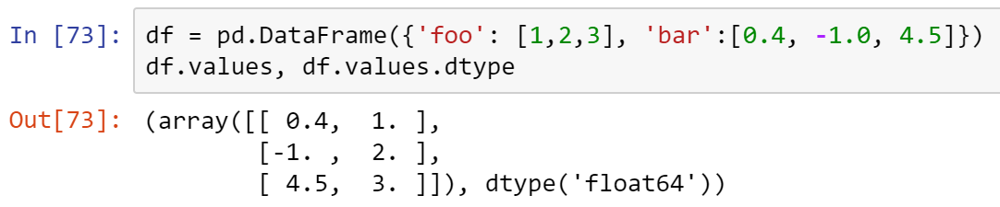 In [73]: df = pd.DataFrame({'foo': [1,2,3], 'bar':[0.4, -1.0, 4.5]})
df.values, df.values.dtype
Out[73]: (array([[ 0.4,  1. ],
        [-1. ,  2. ],
        [ 4.5,  3. ]]), dtype('float64'))